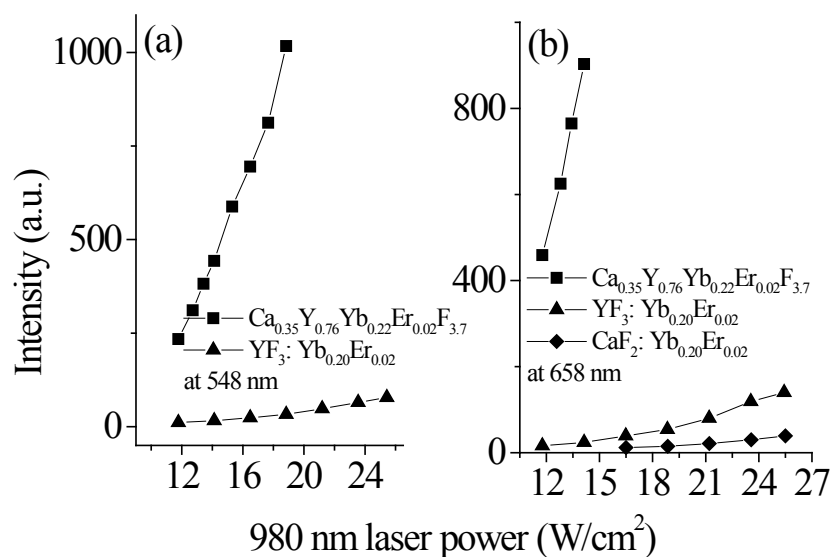 (a)
1000
500
0
Intensity (a.u.)
Ca0.35Y0.76Yb0.22Er0.02F3.7
YF3: Yb0.20Er0.02
at 548 nm
12 16 20 24
(b)
800
400
0
Ca0.35Y0.76Yb0.22Er0.02F3.7
YF3: Yb0.20Er0.02
CaF2: Yb0.20Er0.02
at 658 nm
12 15 18 21 24 27
980 nm laser power (W/cm2)